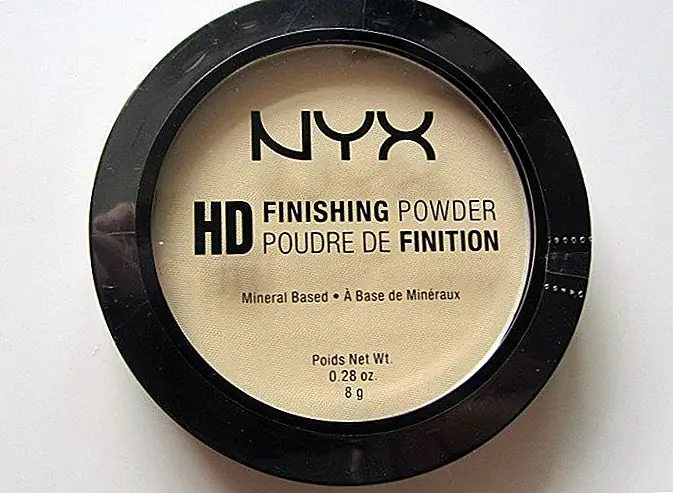 NYX
HD FINISHING POWDER
POUDRE DE FINITION
Mineral Based • À Base de Minéraux
Poids Net Wt.
0.28 oz.
8 g